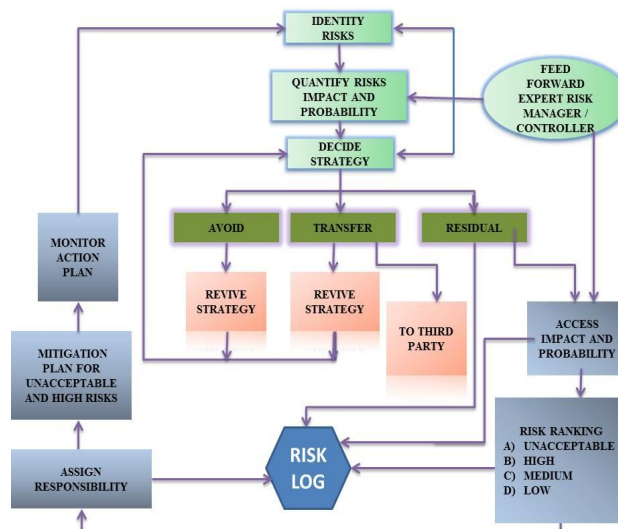 IDENTITY
RISKS
QUANTIFY RISKS
IMPACT AND
PROBABILITY
FEED
FORWARD
EXPERT RISK
MANAGER /
CONTROLLER
DECIDE
STRATEGY
AVOID
TRANSFER
RESIDUAL
MONITOR
ACTION
PLAN
REVIVE
STRATEGY
REVIVE
STRATEGY
TO THIRD
PARTY
ACCESS
IMPACT AND
PROBABILITY
MITIGATION
PLAN FOR
UNACCEPTABLE
AND HIGH RISKS
RISK RANKING
A) UNACCEPTABLE
B) HIGH
C) MEDIUM
D) LOW
ASSIGN
RESPONSIBILITY
RISK
LOG